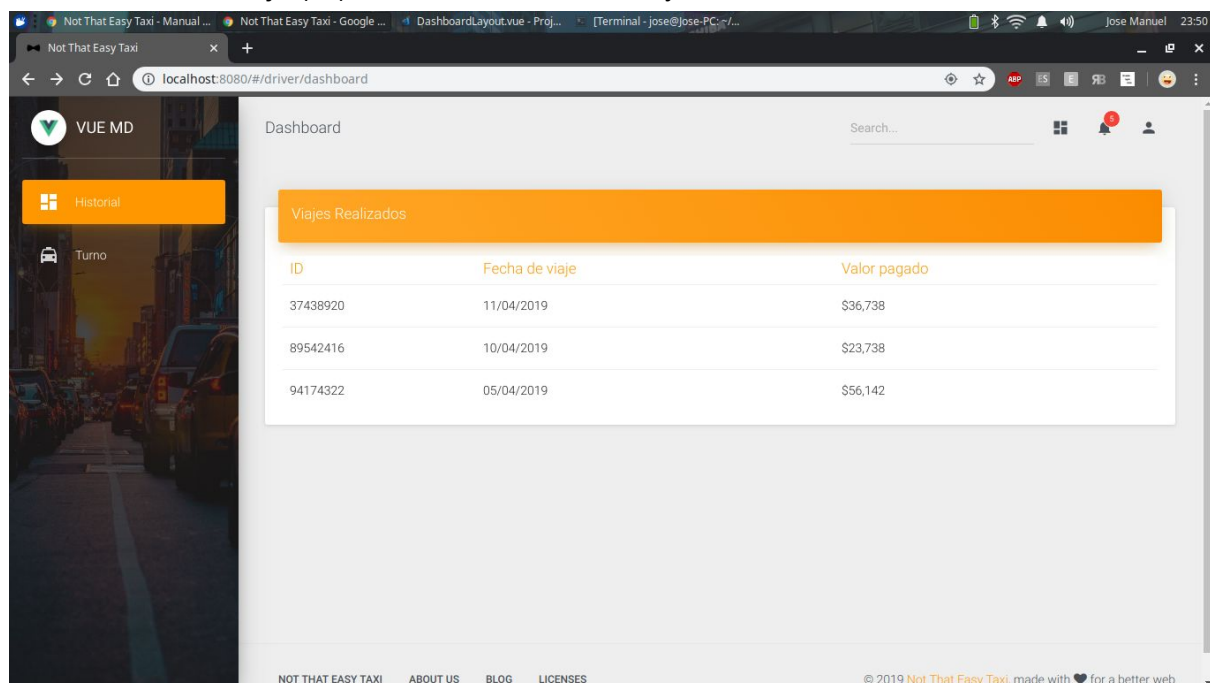 Not That Easy Taxi - Manual ... Not That Easy Taxi - Google ... DashboardLayout.vue - Proj... [Terminal - jose@Jose-PC: ~/... Jose Manuel 23:50
Not That Easy Taxi
localhost:8080/#/driver/dashboard ABP ES E ЯB
VUE MD Dashboard Search... 5
Historial
Viajes Realizados
Turno
ID Fecha de viaje Valor pagado
37438920 11/04/2019 $36,738
89542416 10/04/2019 $23,738
94174322 05/04/2019 $56,142
NOT THAT EASY TAXI ABOUT US BLOG LICENSES © 2019 Not That Easy Taxi, made with ♥ for a better web